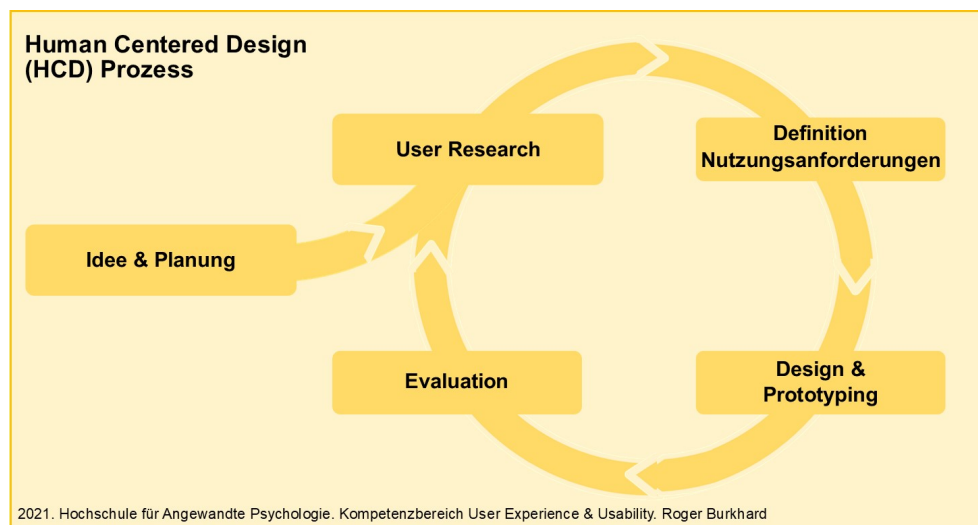 Human Centered Design
(HCD) Prozess
User Research
Definition
Nutzungsanforderungen
Idee & Planung
Evaluation
Design &
Prototyping
2021. Hochschule für Angewandte Psychologie. Kompetenzbereich User Experience & Usability. Roger Burkhard